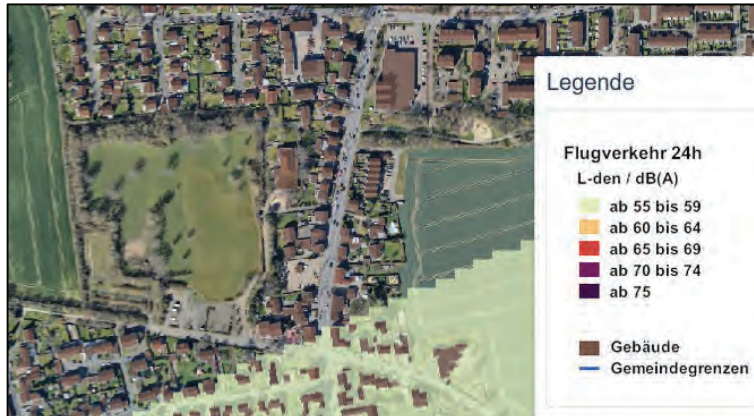 Legende
Flugverkehr 24h
L-den / dB(A)
ab 55 bis 59
ab 60 bis 64
ab 65 bis 69
ab 70 bis 74
ab 75
Gebäude
Gemeindegrenzen